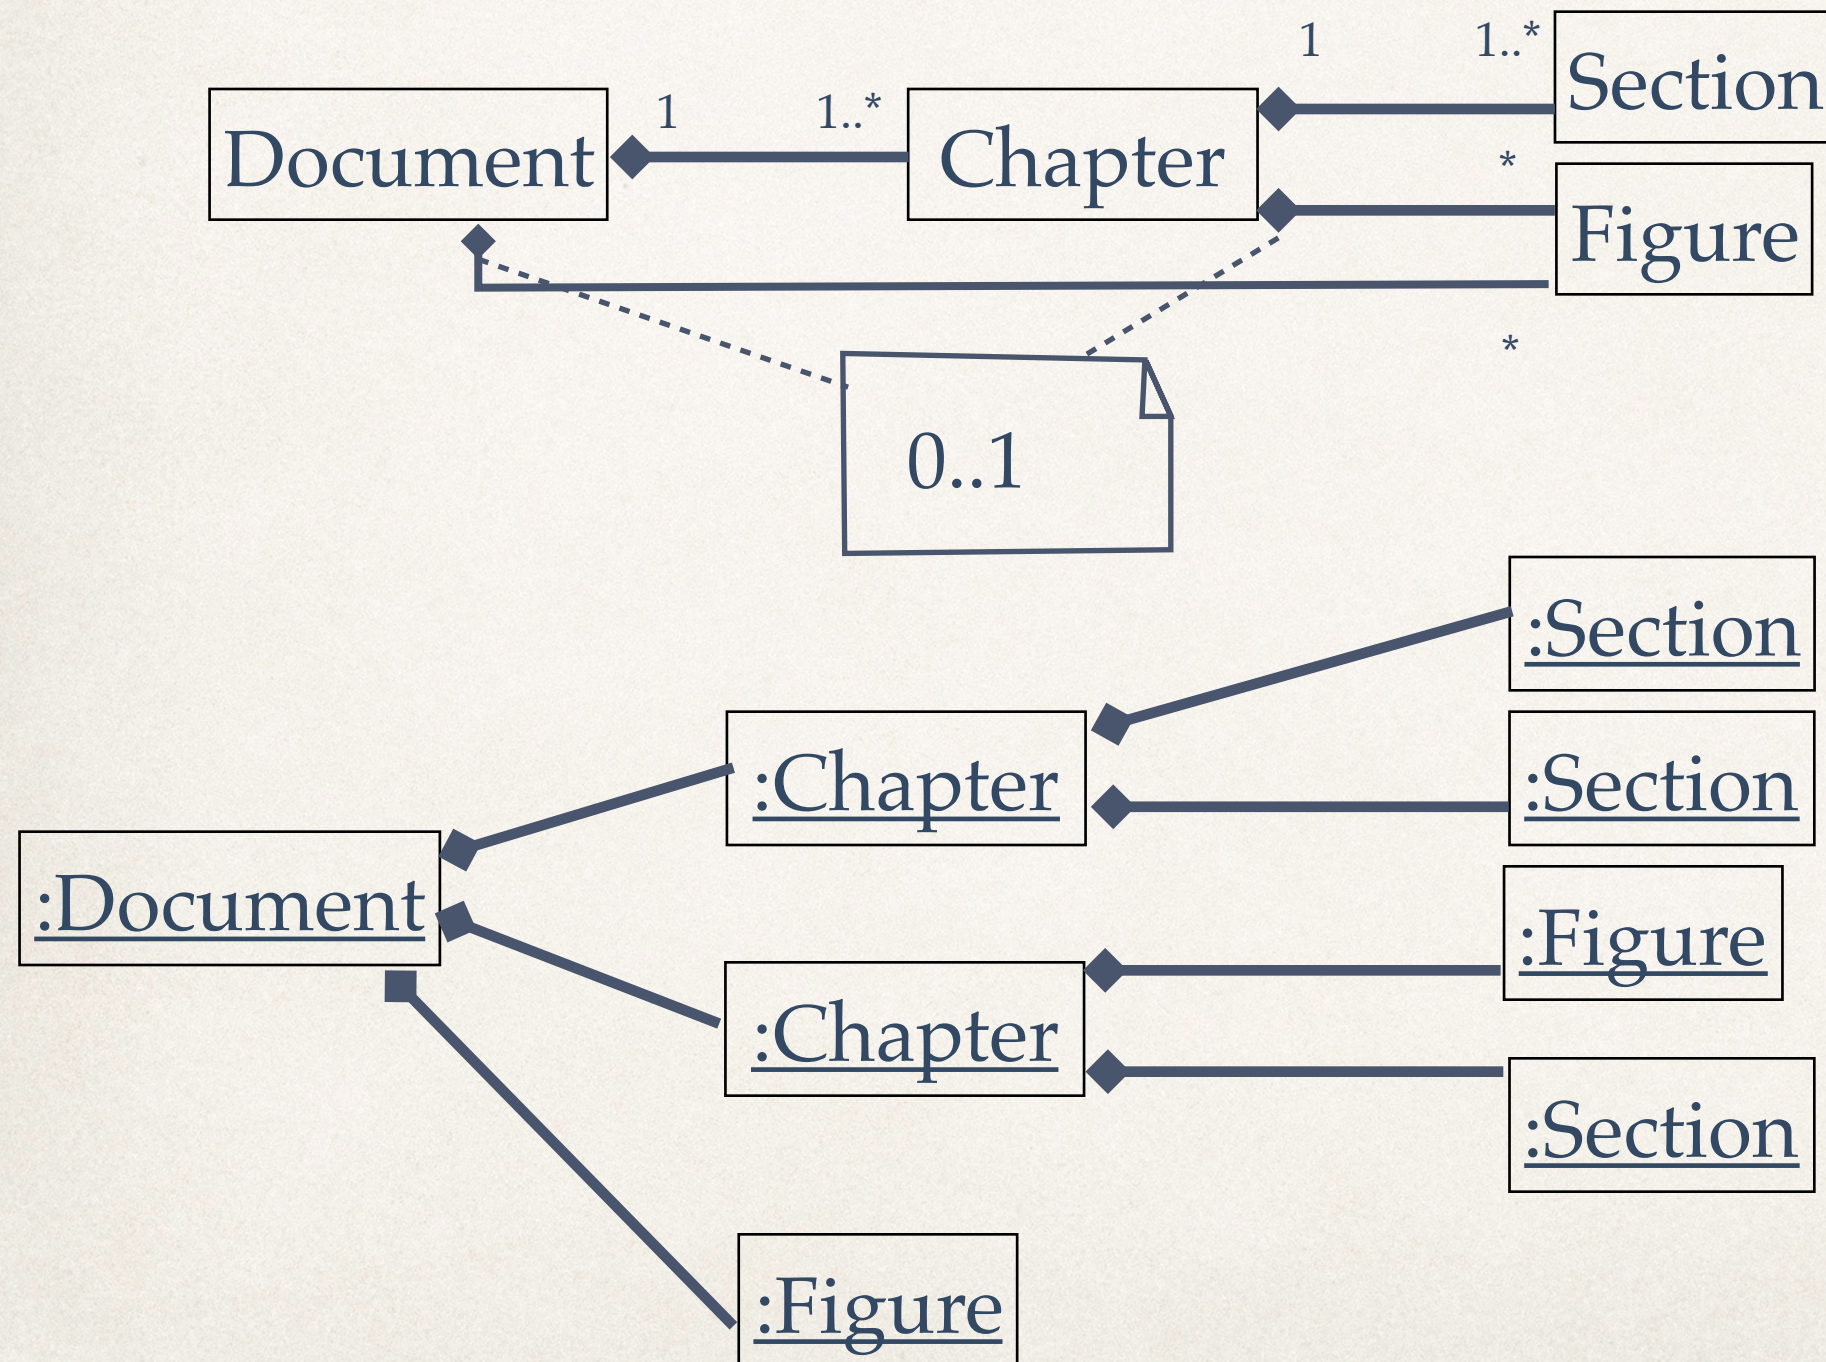 1 1..* Section
Document 1 1..* Chapter
* Figure
*
0..1
:Section
:Chapter :Section
:Document :Figure
:Chapter
:Section
:Figure